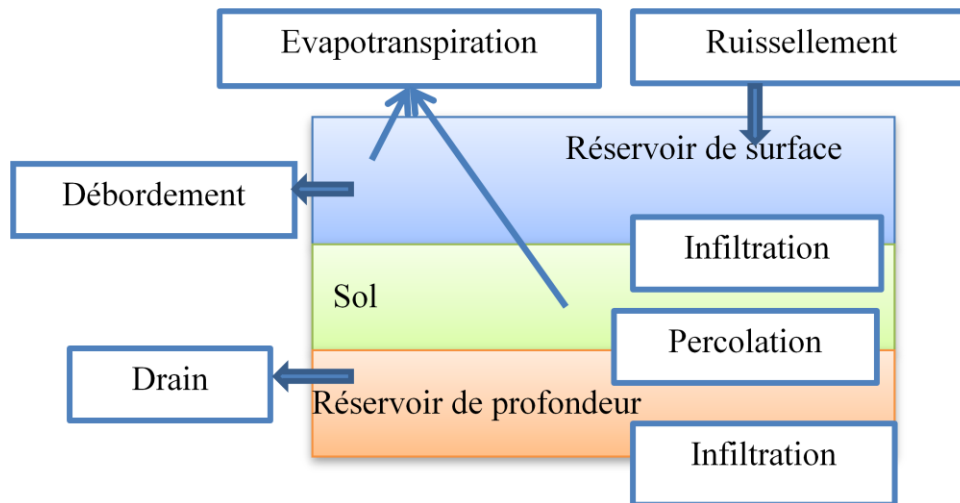 Evapotranspiration
Ruissellement
Réservoir de surface
Débordement
Infiltration
Sol
Percolation
Drain
Réservoir de profondeur
Infiltration